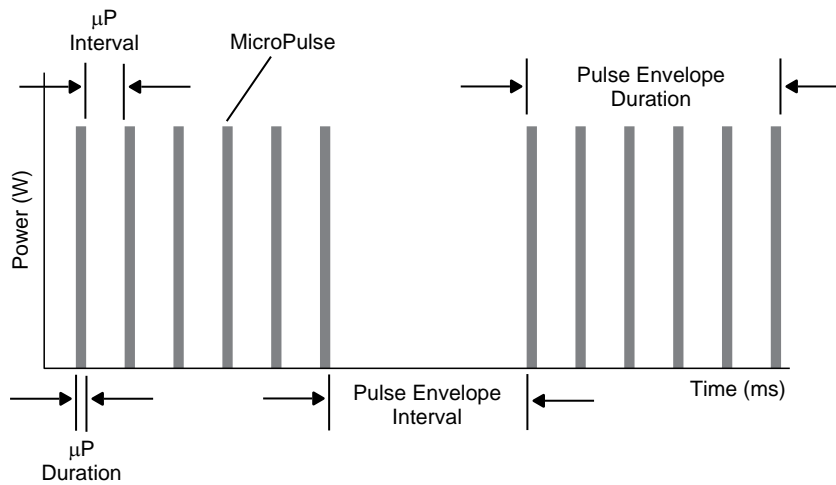 μP
Interval
MicroPulse
Pulse Envelope
Duration
Power (W)
Time (ms)
Pulse Envelope
Interval
μP
Duration